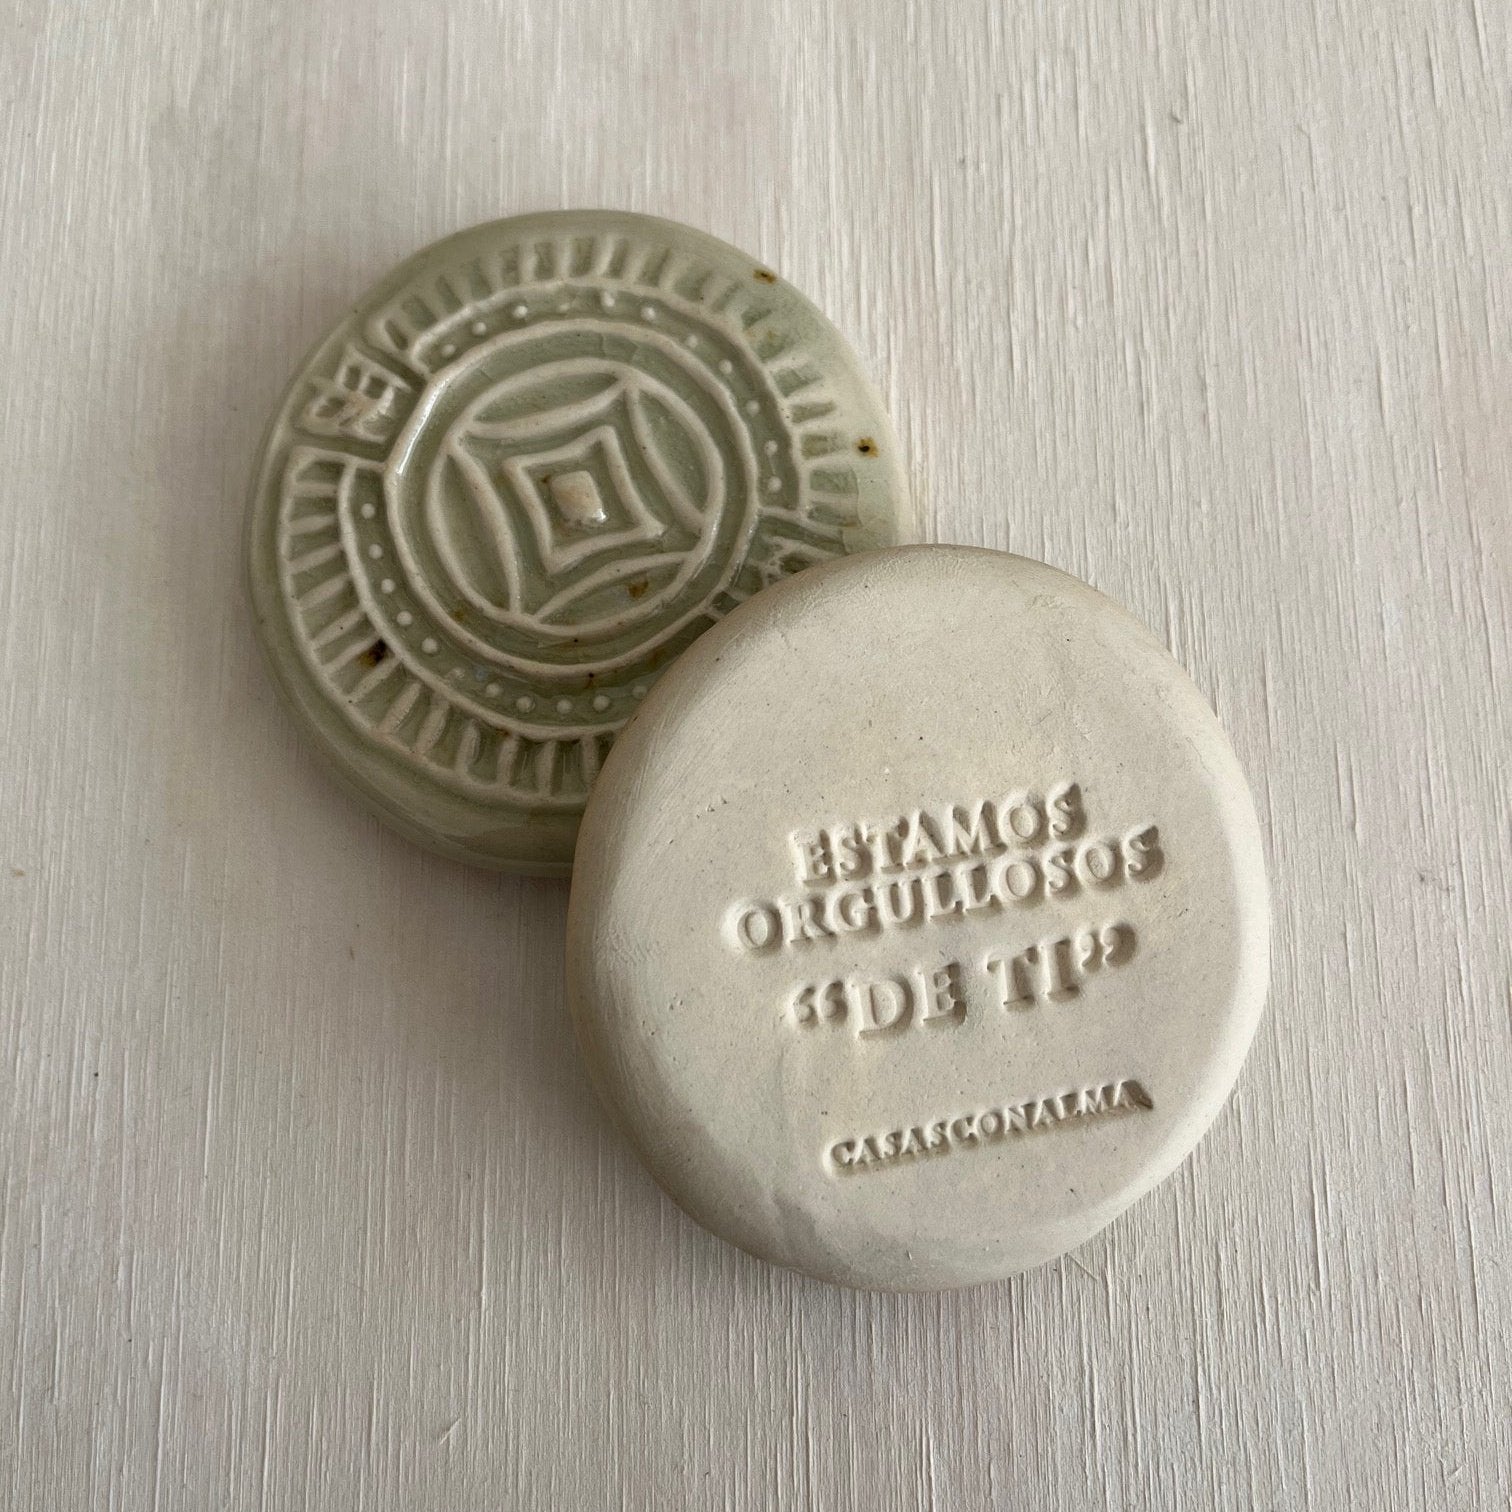 ESTAMOS
ORGULLOSOS
“DE TI”
CASASCONALMA